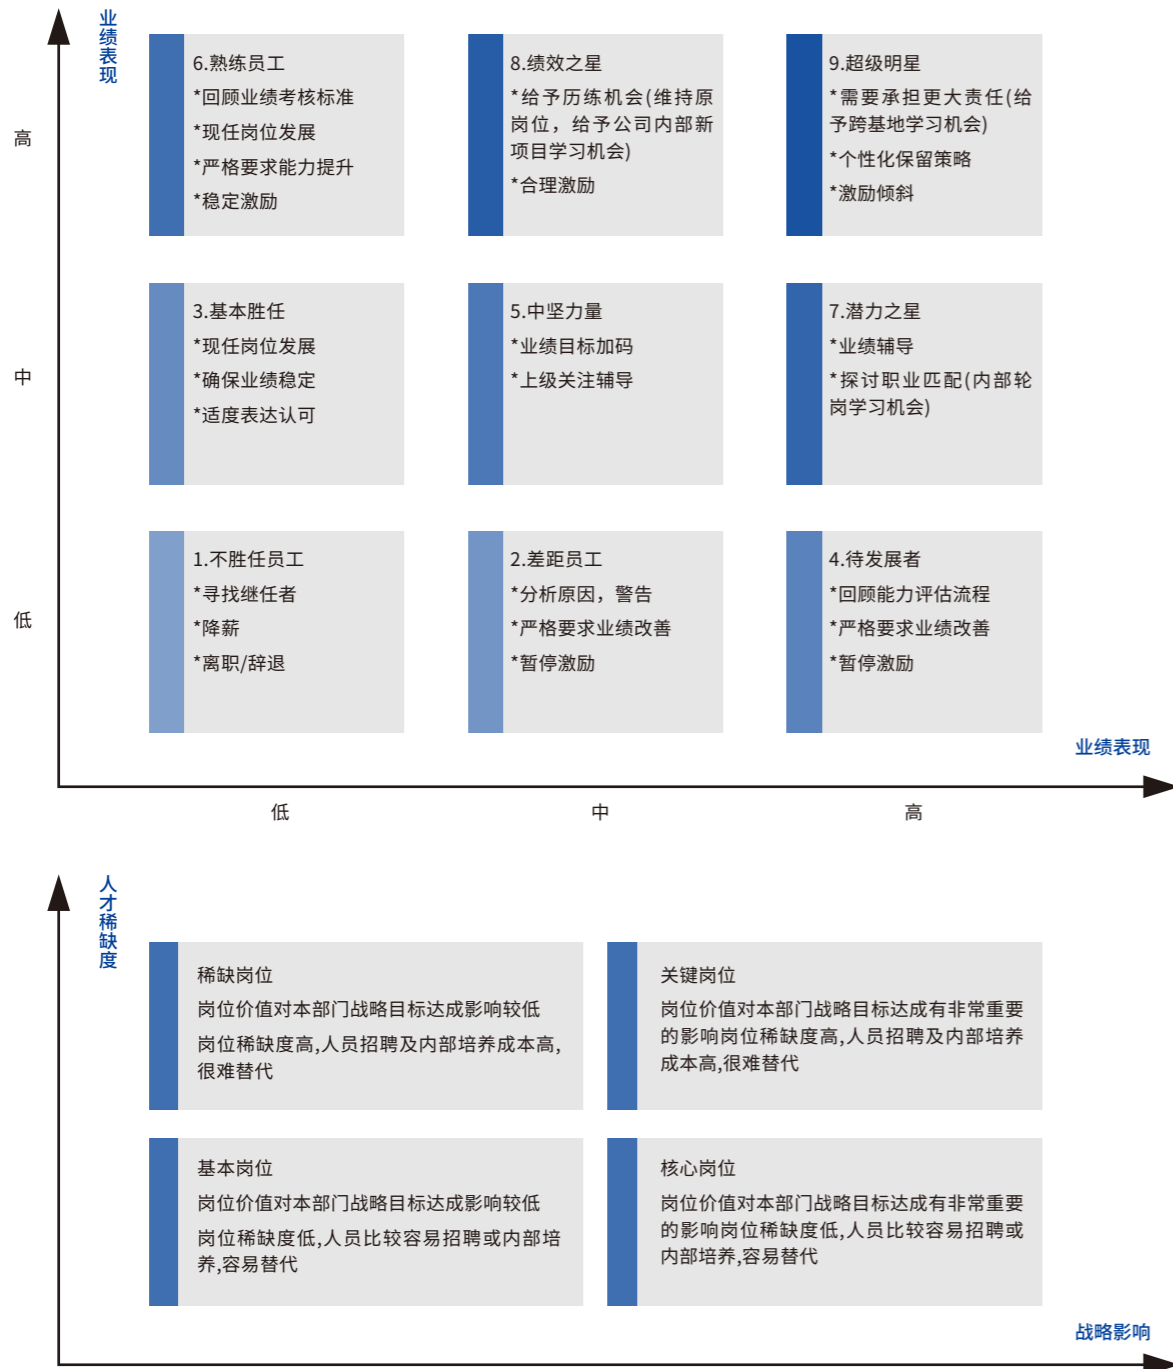 业绩表现
高
6.熟练员工
*回顾业绩考核标准
*现任岗位发展
*严格要求能力提升
*稳定激励
8.绩效之星
*给予历练机会(维持原
岗位，给予公司内部新
项目学习机会)
*合理激励
9.超级明星
*需要承担更大责任(给
予跨基地学习机会)
*个性化保留策略
*激励倾斜
中
3.基本胜任
*现任岗位发展
*确保业绩稳定
*适度表达认可
5.中坚力量
*业绩目标加码
*上级关注辅导
7.潜力之星
*业绩辅导
*探讨职业匹配(内部轮
岗学习机会)
低
1.不胜任员工
*寻找继任者
*降薪
*离职/辞退
2.差距员工
*分析原因，警告
*严格要求业绩改善
*暂停激励
4.待发展者
*回顾能力评估流程
*严格要求业绩改善
*暂停激励
业绩表现
低
中
高
人才稀缺度
稀缺岗位
岗位价值对本部门战略目标达成影响较低
岗位稀缺度高,人员招聘及内部培养成本高,
很难替代
关键岗位
岗位价值对本部门战略目标达成有非常重要
的影响岗位稀缺度高,人员招聘及内部培养
成本高,很难替代
基本岗位
岗位价值对本部门战略目标达成影响较低
岗位稀缺度低,人员比较容易招聘或内部培
养,容易替代
核心岗位
岗位价值对本部门战略目标达成有非常重要
的影响岗位稀缺度低,人员比较容易招聘或
内部培养,容易替代
战略影响